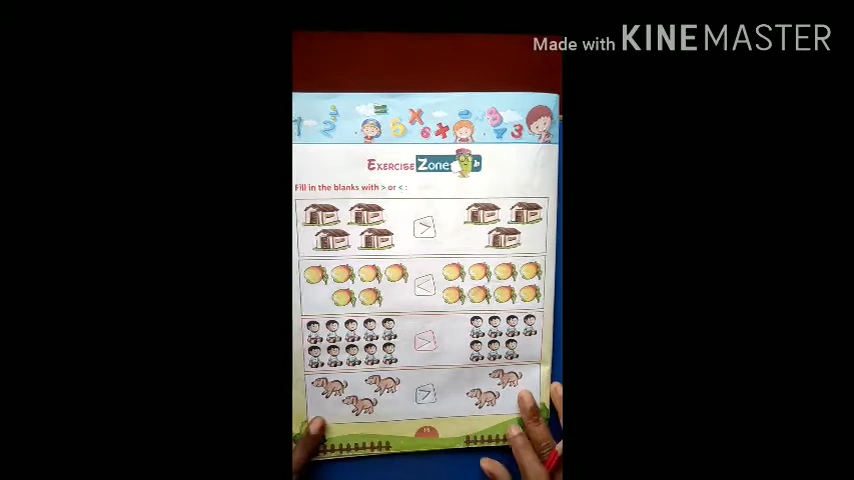 Made with KINEMASTER
EXERCISE Zone
Fill in the blanks with > or < :
>
<
>
>